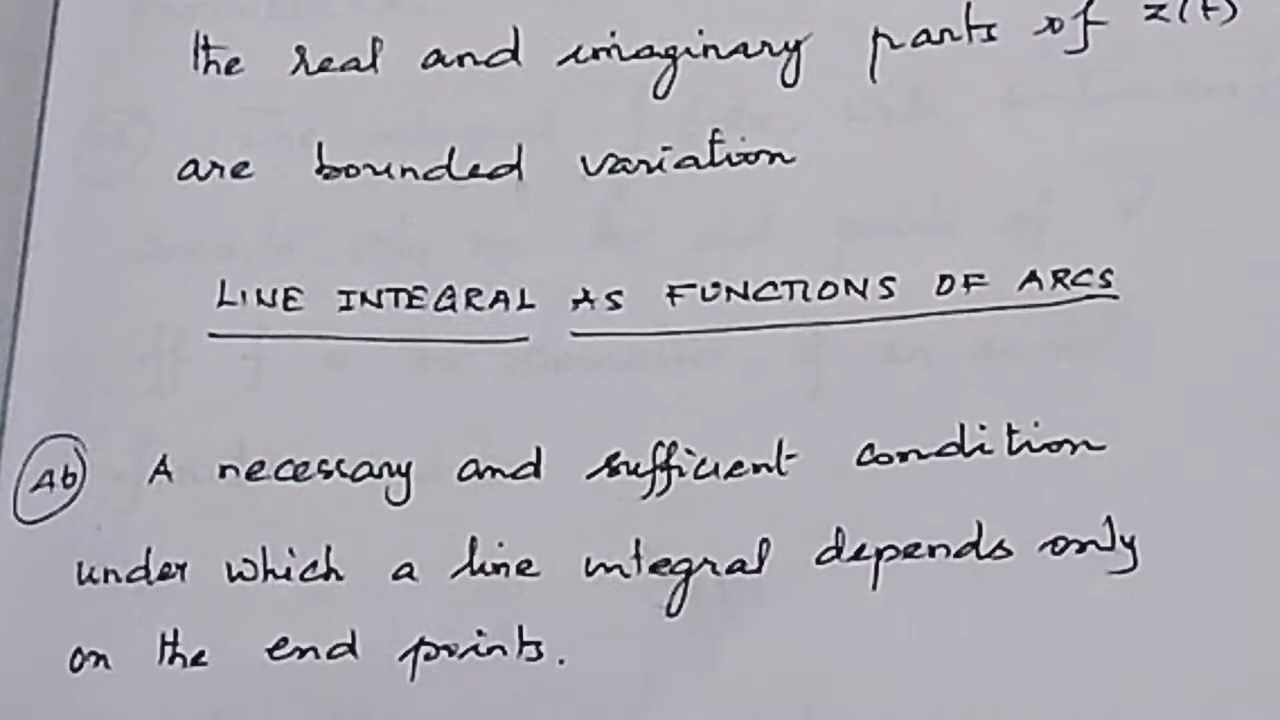 the real and imaginary parts of z(t)
are bounded variation
LINE INTEGRAL AS FUNCTIONS OF ARCS
Ab A necessary and sufficient condition
under which a line integral depends only
on the end points.